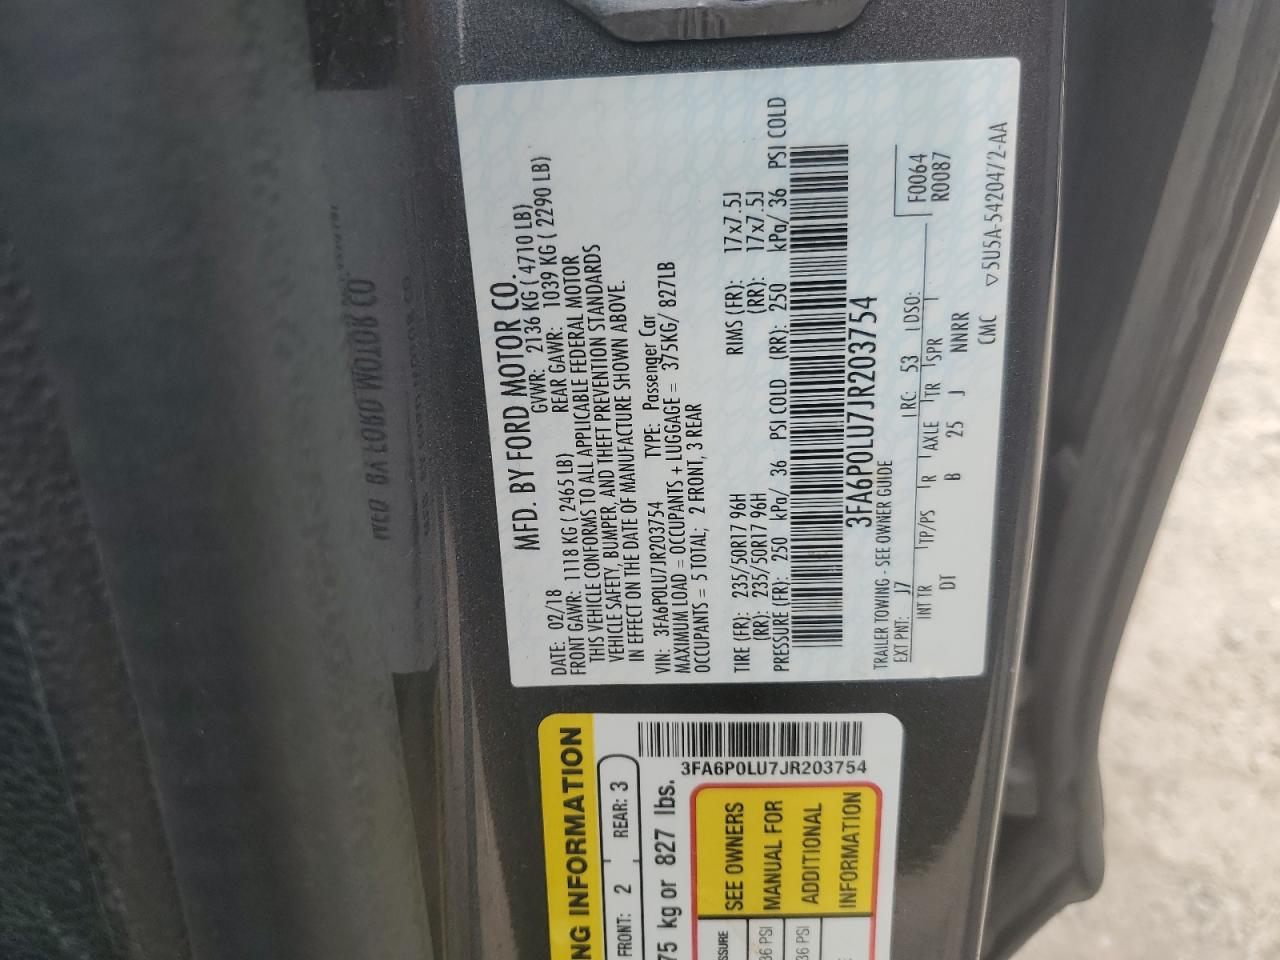 MFD. BY FORD MOTOR CO.
DATE: 02/18 GVWR: 2136 KG ( 4710 LB)
FRONT GAWR: 1118 KG ( 2465 LB) REAR GAWR: 1039 KG ( 2290 LB)
THIS VEHICLE CONFORMS TO ALL APPLICABLE FEDERAL MOTOR
VEHICLE SAFETY, BUMPER, AND THEFT PREVENTION STANDARDS
IN EFFECT ON THE DATE OF MANUFACTURE SHOWN ABOVE.
VIN: 3FA6P0LU7JR203754 TYPE: Passenger Car
MAXIMUM LOAD = OCCUPANTS + LUGGAGE = 375KG/ 827LB
OCCUPANTS = 5 TOTAL; 2 FRONT, 3 REAR
TIRE (FR): 235/50R17 96H RIMS (FR): 17x7.5J
(RR): 235/50R17 96H (RR): 17x7.5J
PRESSURE (FR): 250 kPa/ 36 PSI COLD (RR): 250 kPa/ 36 PSI COLD
3FA6P0LU7JR203754
TRAILER TOWING - SEE OWNER GUIDE
EXT PNT: J7 RC: 53 DSO: F0064
INT TR TP/PS R AXLE TR SPR R0087
DT B 25 J NNRR
CMC ▽5U5A-5420472-AA
NG INFORMATION
FRONT: 2 REAR: 3
75 kg or 827 lbs.
3FA6P0LU7JR203754
SSURE
36 PSI
36 PSI
SEE OWNERS
MANUAL FOR
ADDITIONAL
INFORMATION